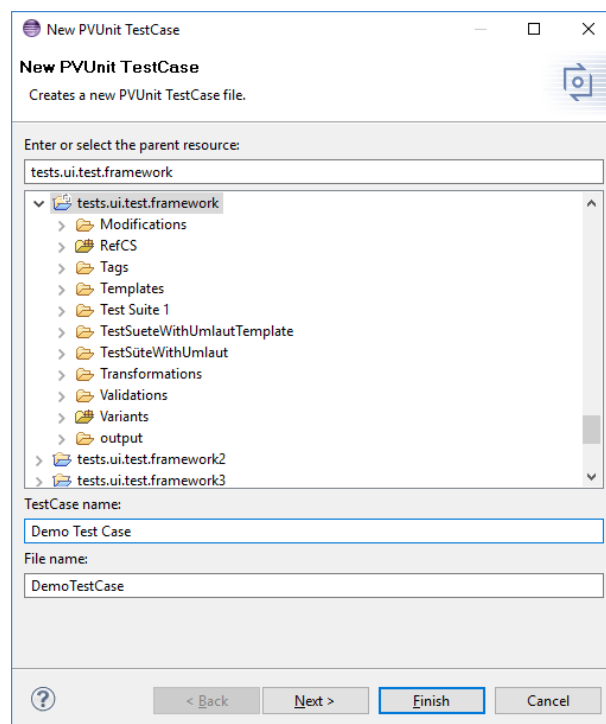 New PVUnit TestCase
New PVUnit TestCase
Creates a new PVUnit TestCase file.
Enter or select the parent resource:
tests.ui.test.framework
tests.ui.test.framework
Modifications
RefCS
Tags
Templates
Test Suite 1
TestSueteWithUmlautTemplate
TestSüteWithUmlaut
Transformations
Validations
Variants
output
tests.ui.test.framework2
tests.ui.test.framework3
TestCase name:
Demo Test Case
File name:
DemoTestCase
< Back Next > Finish Cancel